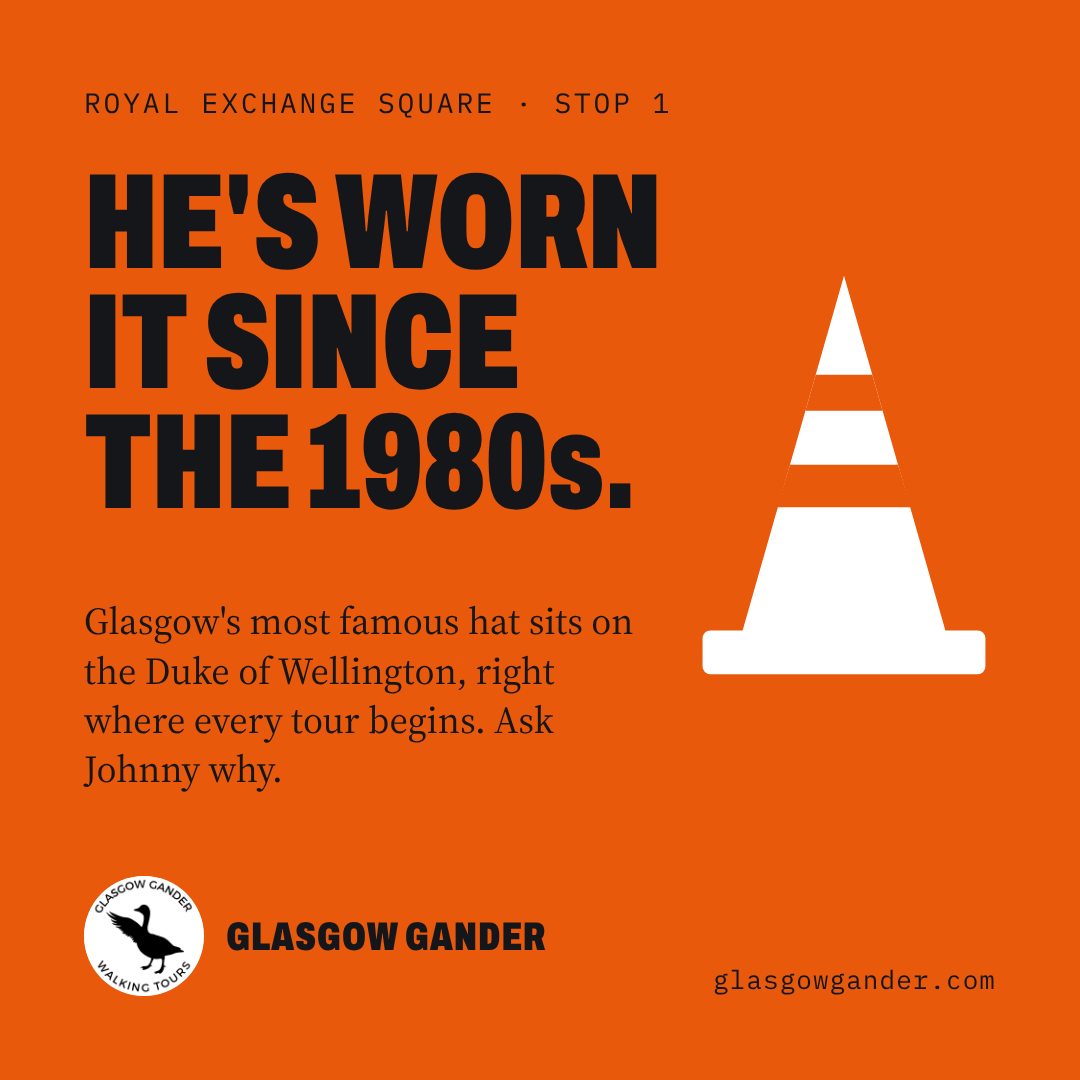 ROYAL EXCHANGE SQUARE · STOP 1
HE'S WORN
IT SINCE
THE 1980s.
Glasgow's most famous hat sits on
the Duke of Wellington, right
where every tour begins. Ask
Johnny why.
GLASGOW GANDER
WALKING TOURS
GLASGOW GANDER
glasgowgander.com